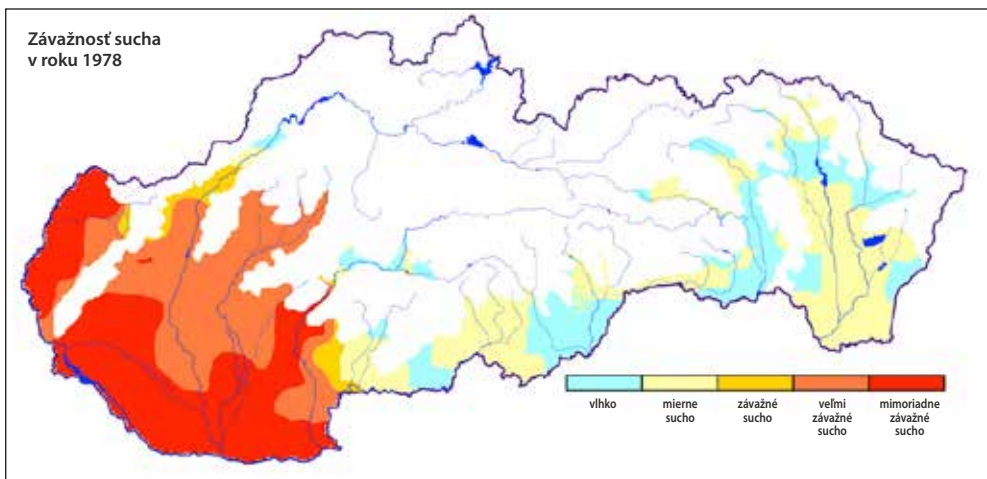 Závažnosť sucha
v roku 1978
vlhko
mierne
sucho
závažné
sucho
veľmi
závažné
sucho
mimoriadne
závažné
sucho